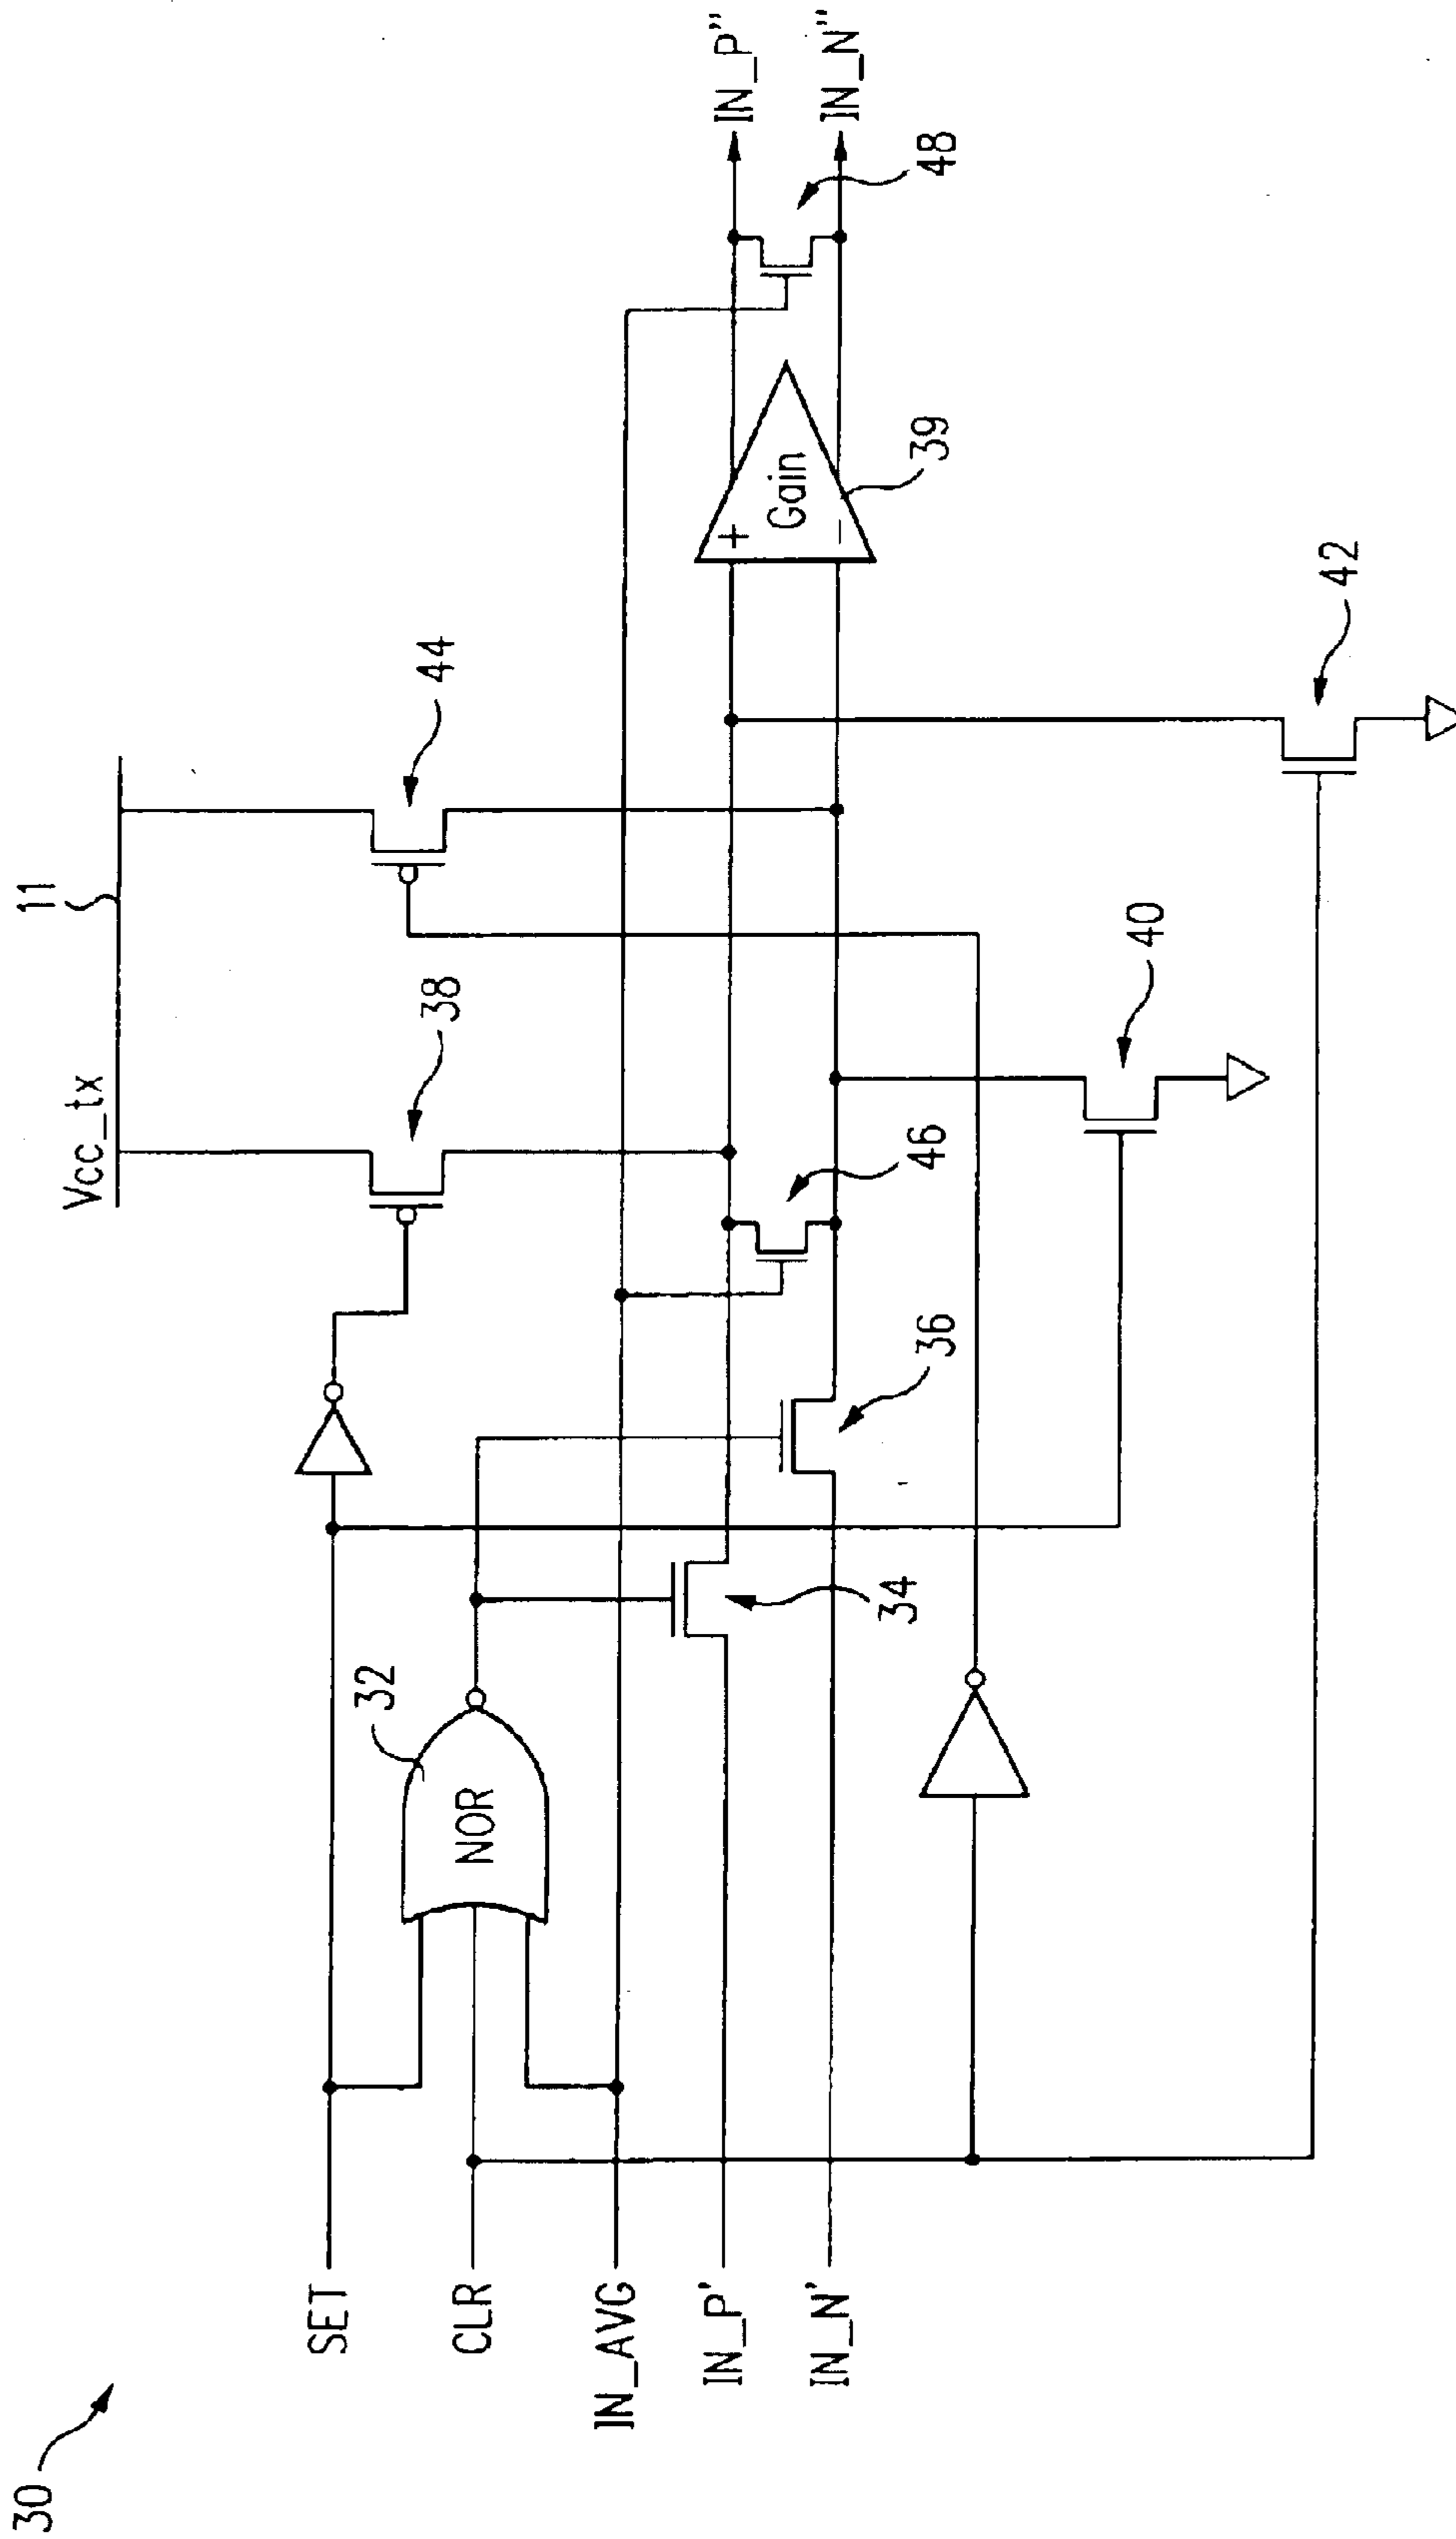 30
SET
CLR
IN_AVG
IN_P'
IN_N'
32
NOR
34
36
46
38
40
Vcc_tx
11
44
42
+
−
Gain
39
48
IN_P"
IN_N"